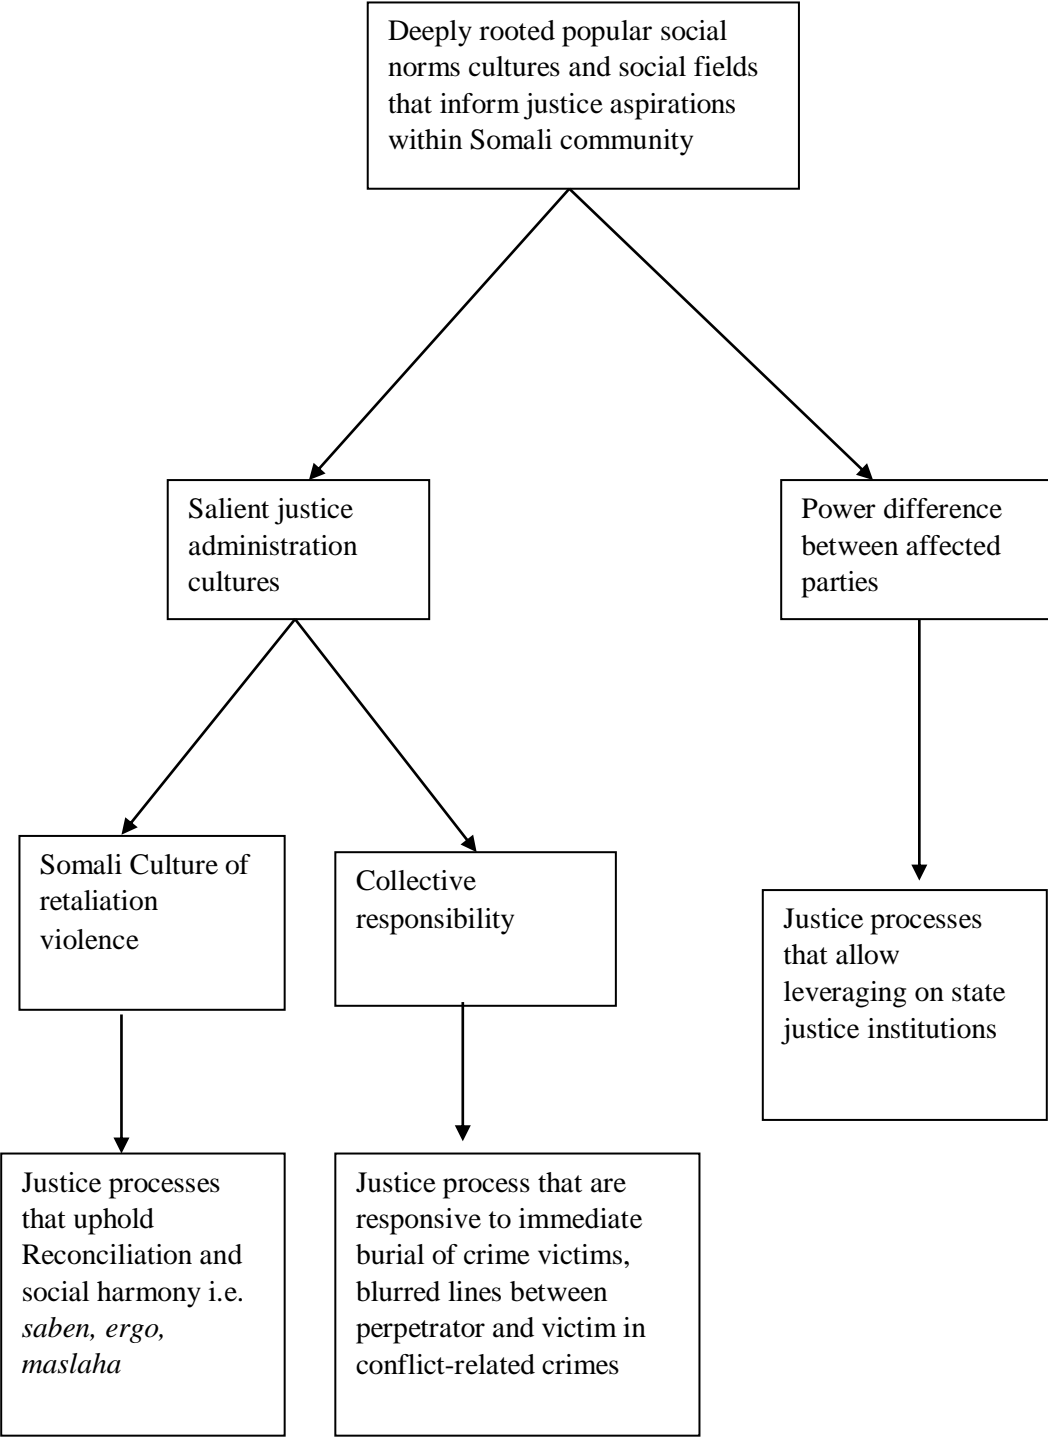 Deeply rooted popular social
norms cultures and social fields
that inform justice aspirations
within Somali community
Salient justice
administration
cultures
Power difference
between affected
parties
Somali Culture of
retaliation
violence
Collective
responsibility
Justice processes
that allow
leveraging on state
justice institutions
Justice processes
that uphold
Reconciliation and
social harmony i.e.
saben, ergo,
maslaha
Justice process that are
responsive to immediate
burial of crime victims,
blurred lines between
perpetrator and victim in
conflict-related crimes